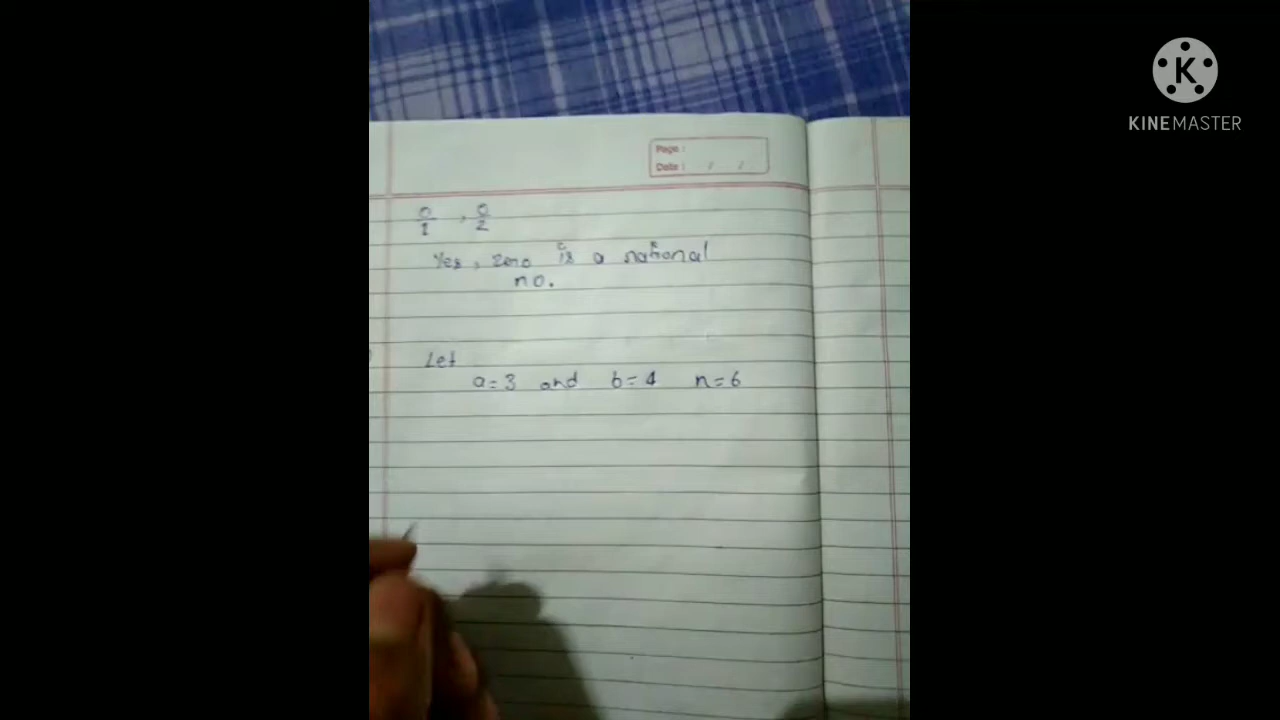 K
KINEMASTER
Page :
Date : / /
0/1 , 0/2
Yes, zero is a rational
no.
Let
a=3 and b=4 n=6